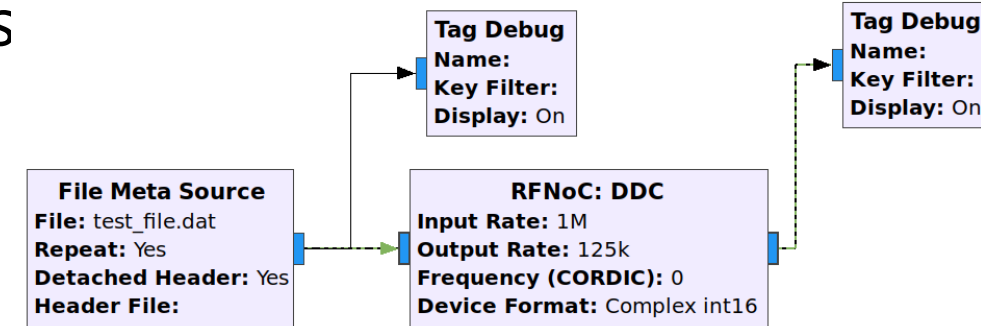 s
Tag Debug
Name:
Key Filter:
Display: On
Tag Debug
Name:
Key Filter:
Display: On
File Meta Source
File: test_file.dat
Repeat: Yes
Detached Header: Yes
Header File:
RFNoC: DDC
Input Rate: 1M
Output Rate: 125k
Frequency (CORDIC): 0
Device Format: Complex int16